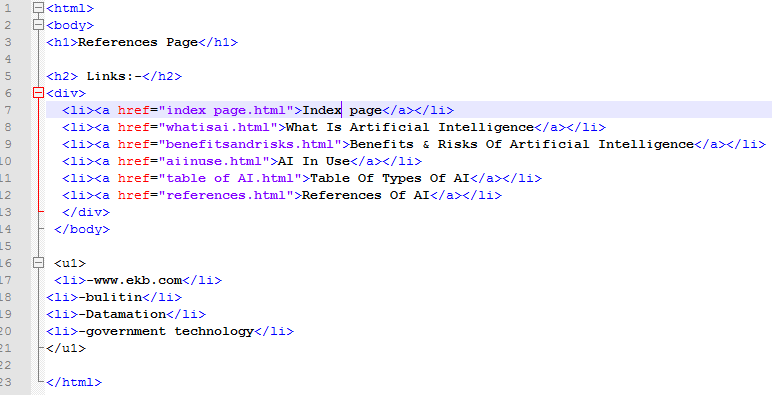 1 <html>
2 <body>
3 <h1>References Page</h1>
4
5 <h2> Links:-</h2>
6 <div>
7 <li><a href="index page.html">Index page</a></li>
8 <li><a href="whatisai.html">What Is Artificial Intelligence</a></li>
9 <li><a href="benefitsandrisks.html">Benefits & Risks Of Artificial Intelligence</a></li>
10 <li><a href="aiinuse.html">AI In Use</a></li>
11 <li><a href="table of AI.html">Table Of Types Of AI</a></li>
12 <li><a href="references.html">References Of AI</a></li>
13 </div>
14 </body>
15
16 <u1>
17 <li>-www.ekb.com</li>
18 <li>-bulitin</li>
19 <li>-Datamation</li>
20 <li>-government technology</li>
21 </u1>
22
23 </html>